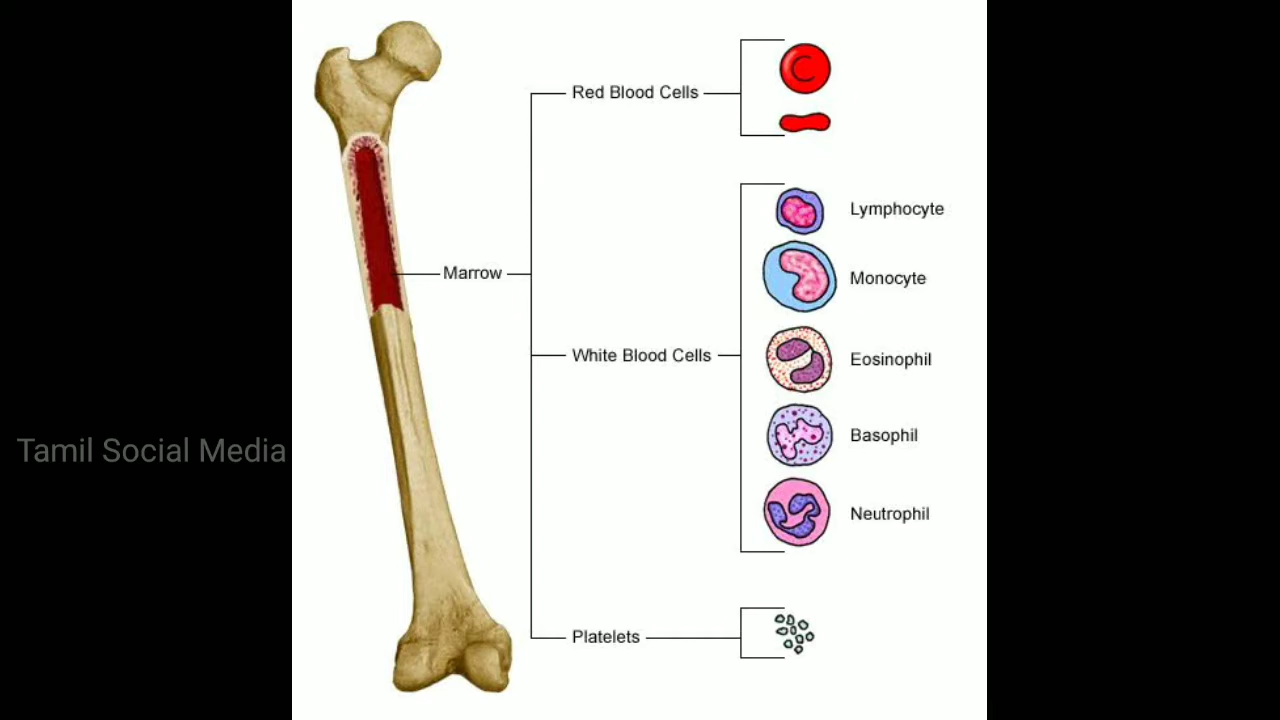 Red Blood Cells
Lymphocyte
Monocyte
Marrow
White Blood Cells
Eosinophil
Basophil
Tamil Social Media
Neutrophil
Platelets